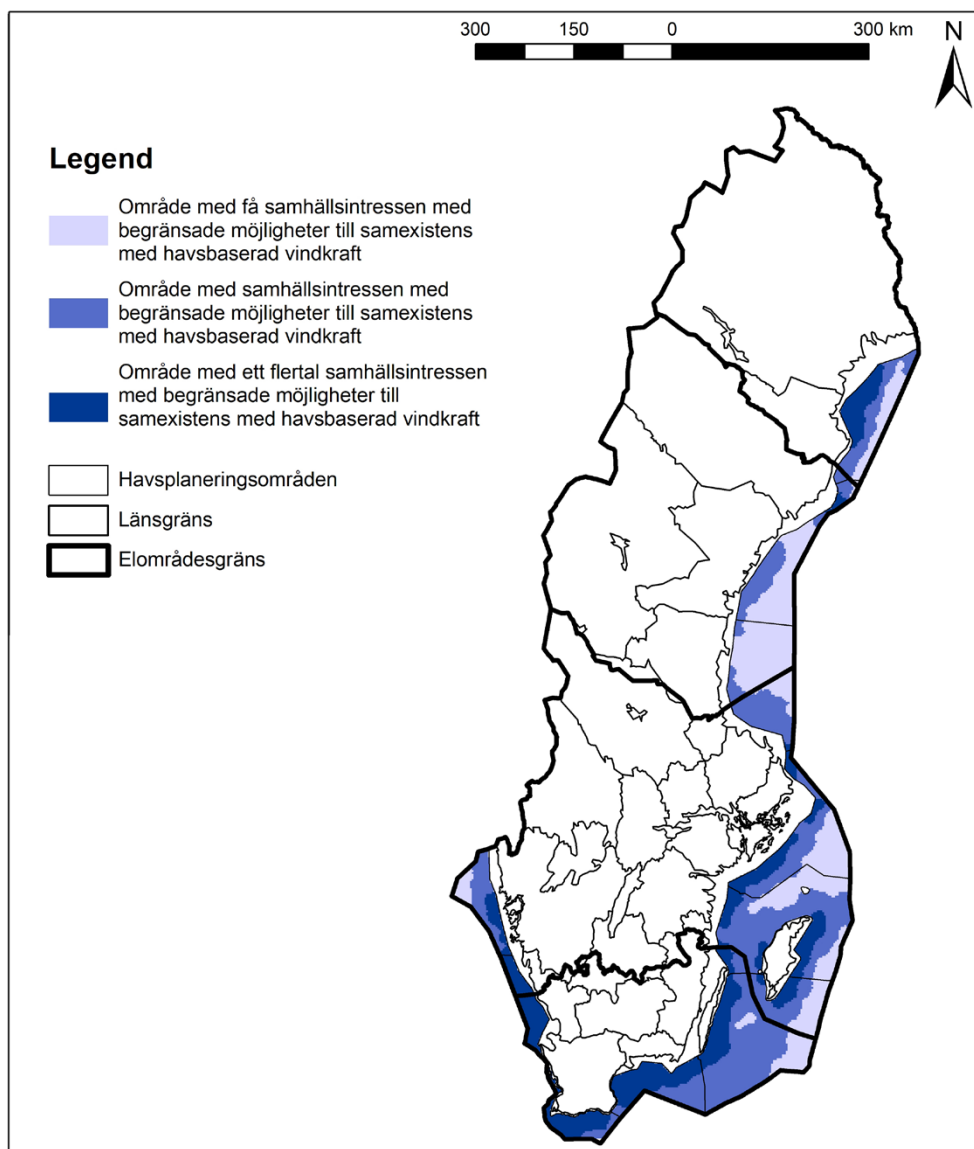 300 150 0 300 km
N
Legend
Område med få samhällsintressen med
begränsade möjligheter till samexistens
med havsbaserad vindkraft
Område med samhällsintressen med
begränsade möjligheter till samexistens
med havsbaserad vindkraft
Område med ett flertal samhällsintressen
med begränsade möjligheter till
samexistens med havsbaserad vindkraft
Havsplaneringsområden
Länsgräns
Elområdesgräns